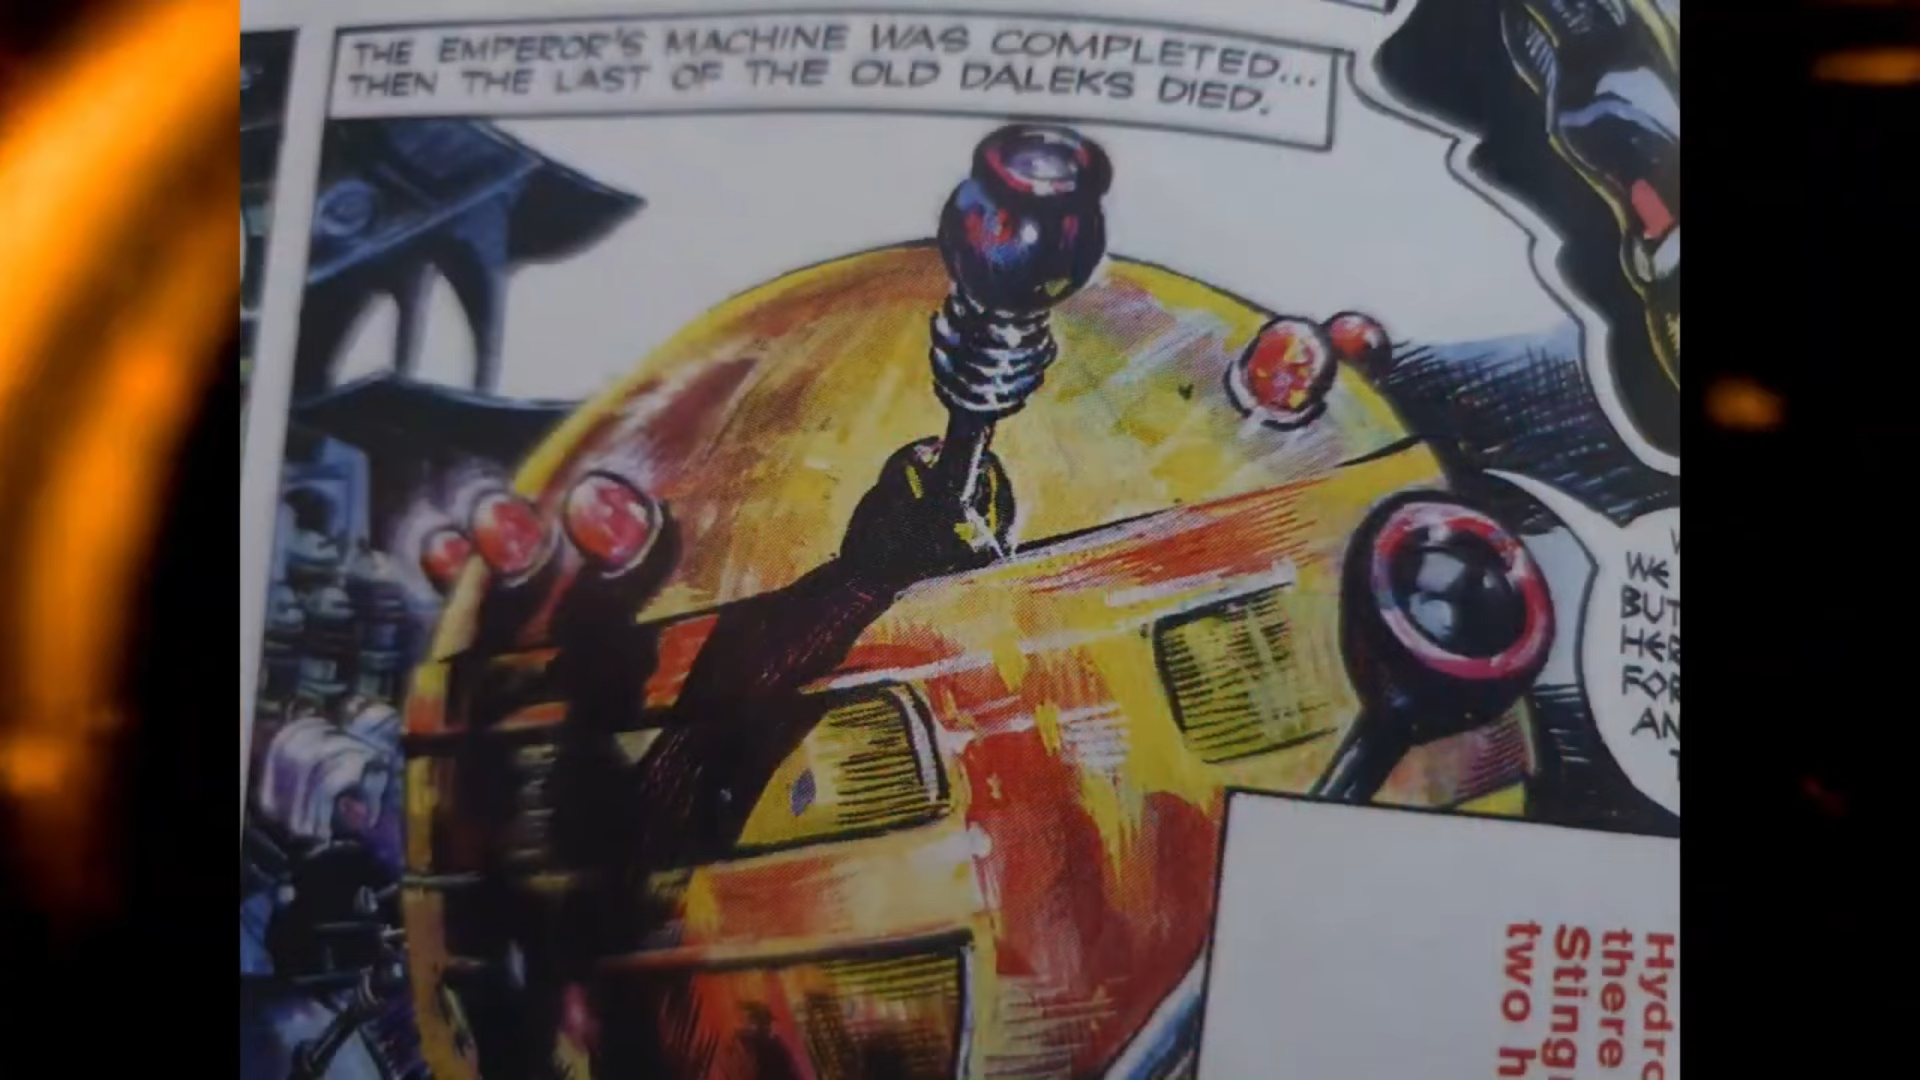 THE EMPEROR'S MACHINE WAS COMPLETED...
THEN THE LAST OF THE OLD DALEKS DIED.
WE
BUT
HER
FOR
AN
Hydro
there
Sting
two h